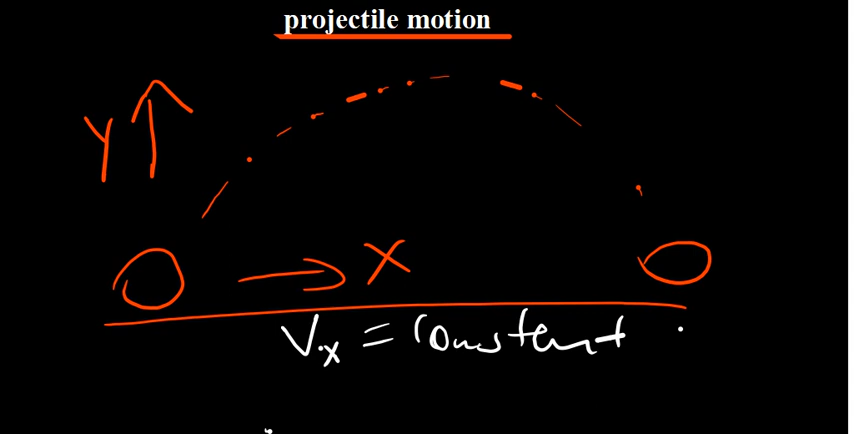 projectile motion
Y
X
Vx = Constant